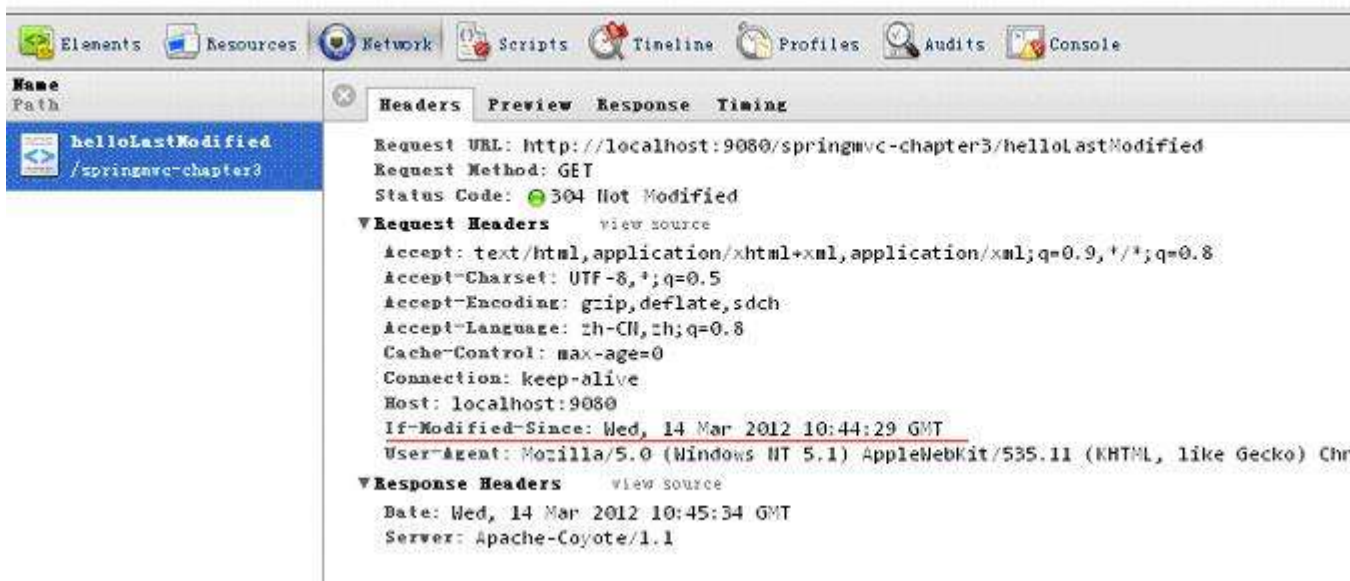 Elements Resources Network Scripts Timeline Profiles Audits Console
Name
Path
helloLastModified
/springmvc-chapter3
Headers Preview Response Timing
Request URL: http://localhost:9080/springmvc-chapter3/helloLastModified
Request Method: GET
Status Code: 304 Not Modified
▼Request Headers view source
Accept: text/html,application/xhtml+xml,application/xml;q=0.9,*/*;q=0.8
Accept-Charset: UTF-8,*;q=0.5
Accept-Encoding: gzip,deflate,sdch
Accept-Language: zh-CN,zh;q=0.8
Cache-Control: max-age=0
Connection: keep-alive
Host: localhost:9080
If-Modified-Since: Wed, 14 Mar 2012 10:44:29 GMT
User-Agent: Mozilla/5.0 (Windows NT 5.1) AppleWebKit/535.11 (KHTML, like Gecko) Chr
▼Response Headers view source
Date: Wed, 14 Mar 2012 10:45:34 GMT
Server: Apache-Coyote/1.1